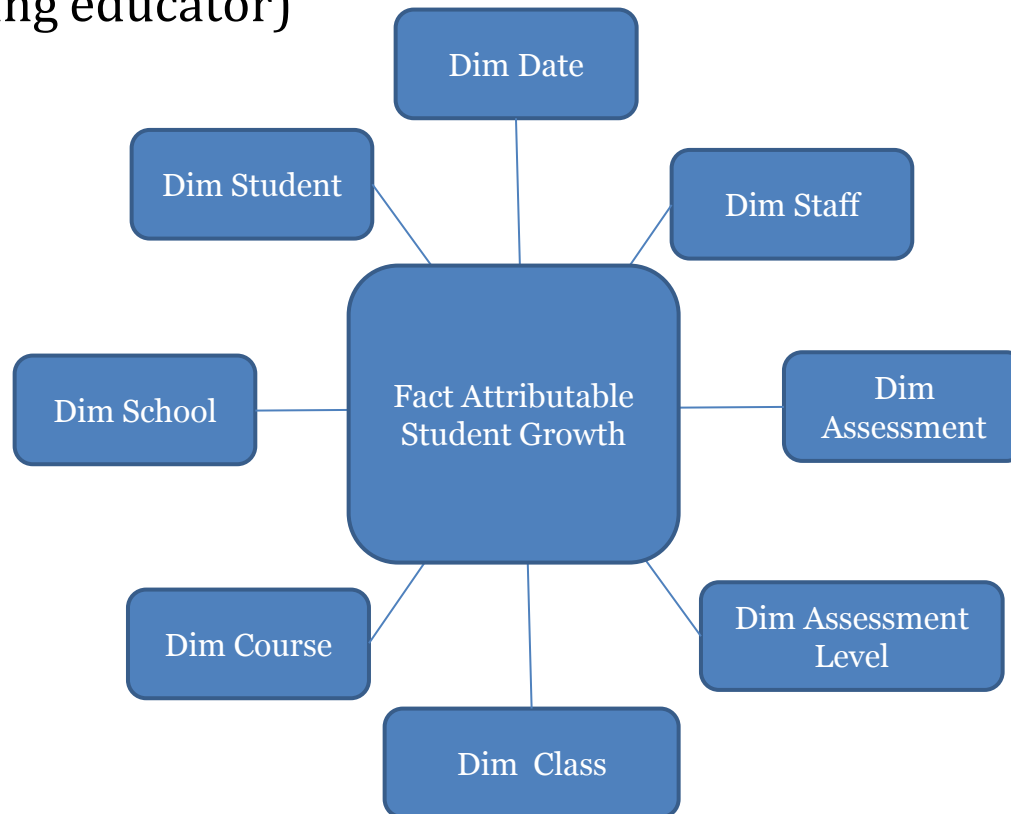 ng educator)
Dim Date
Dim Student
Dim Staff
Fact Attributable
Student Growth
Dim School
Dim
Assessment
Dim Course
Dim Assessment
Level
Dim Class